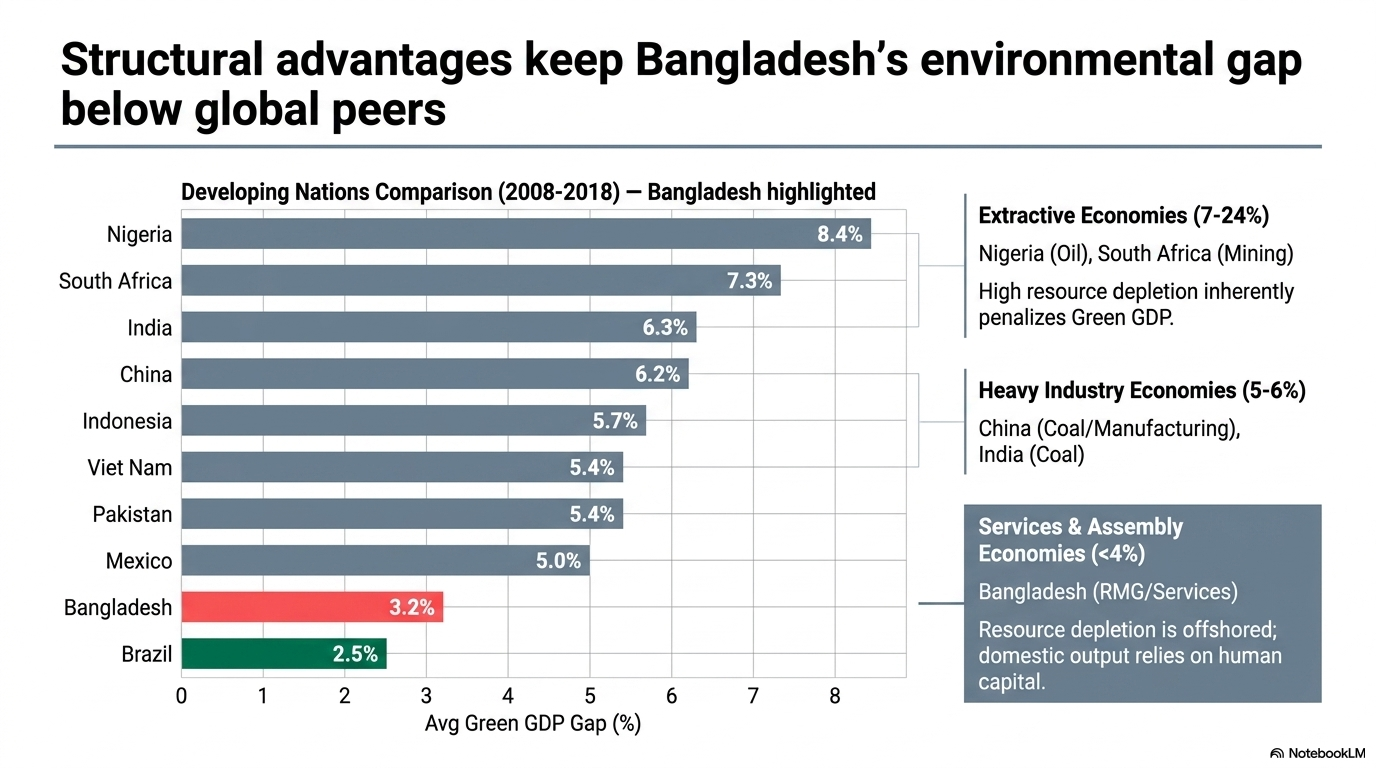 Structural advantages keep Bangladesh’s environmental gap
below global peers
Developing Nations Comparison (2008-2018) — Bangladesh highlighted
Nigeria
8.4%
South Africa
7.3%
India
6.3%
China
6.2%
Indonesia
5.7%
Viet Nam
5.4%
Pakistan
5.4%
Mexico
5.0%
Bangladesh
3.2%
Brazil
2.5%
0 1 2 3 4 5 6 7 8
Avg Green GDP Gap (%)
Extractive Economies (7-24%)
Nigeria (Oil), South Africa (Mining)
High resource depletion inherently
penalizes Green GDP.
Heavy Industry Economies (5-6%)
China (Coal/Manufacturing),
India (Coal)
Services & Assembly
Economies (<4%)
Bangladesh (RMG/Services)
Resource depletion is offshored;
domestic output relies on human
capital.
NotebookLM